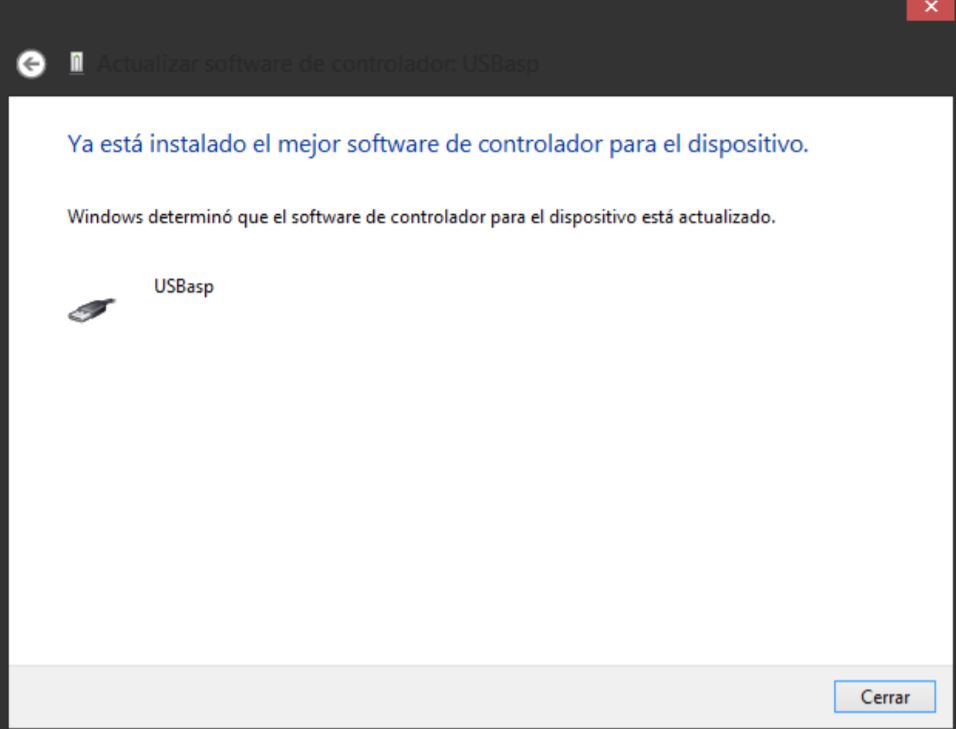 Actualizar software de controlador: USBasp
Ya está instalado el mejor software de controlador para el dispositivo.
Windows determinó que el software de controlador para el dispositivo está actualizado.
USBasp
Cerrar